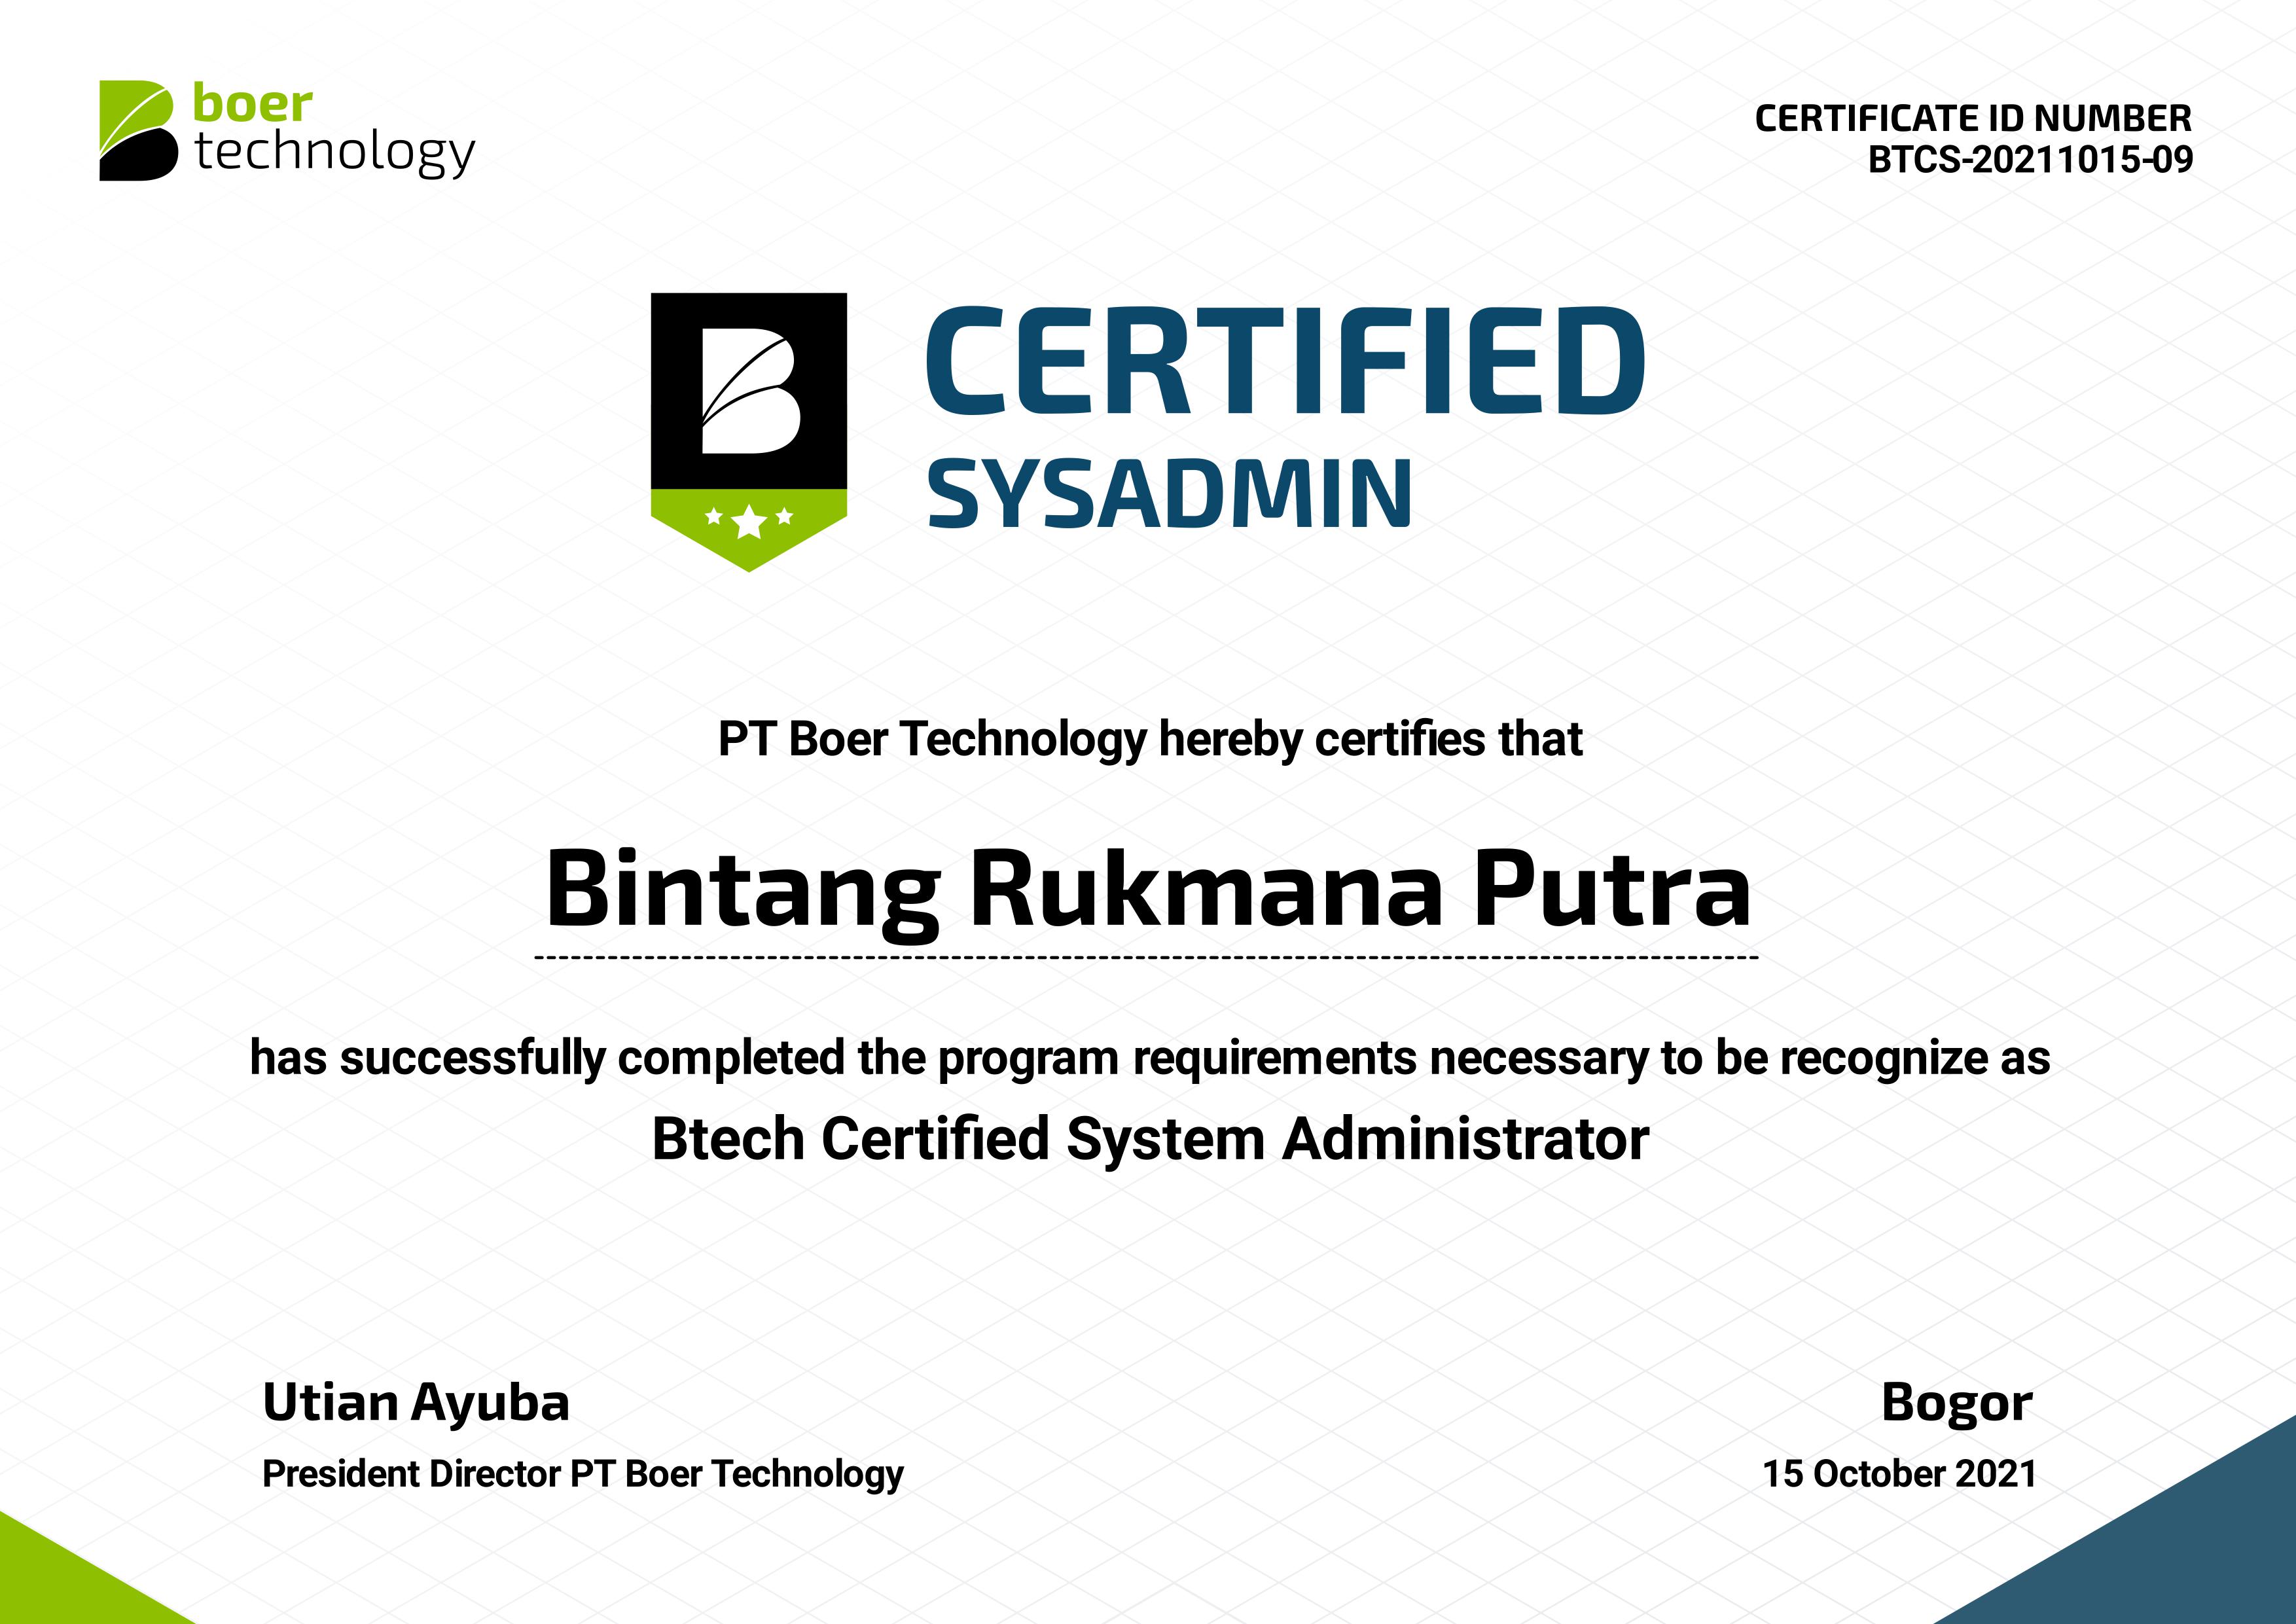 boer
technology
CERTIFICATE ID NUMBER
BTCS-20211015-09
CERTIFIED
SYSADMIN
PT Boer Technology hereby certifies that
Bintang Rukmana Putra
has successfully completed the program requirements necessary to be recognize as
Btech Certified System Administrator
Utian Ayuba
President Director PT Boer Technology
Bogor
15 October 2021